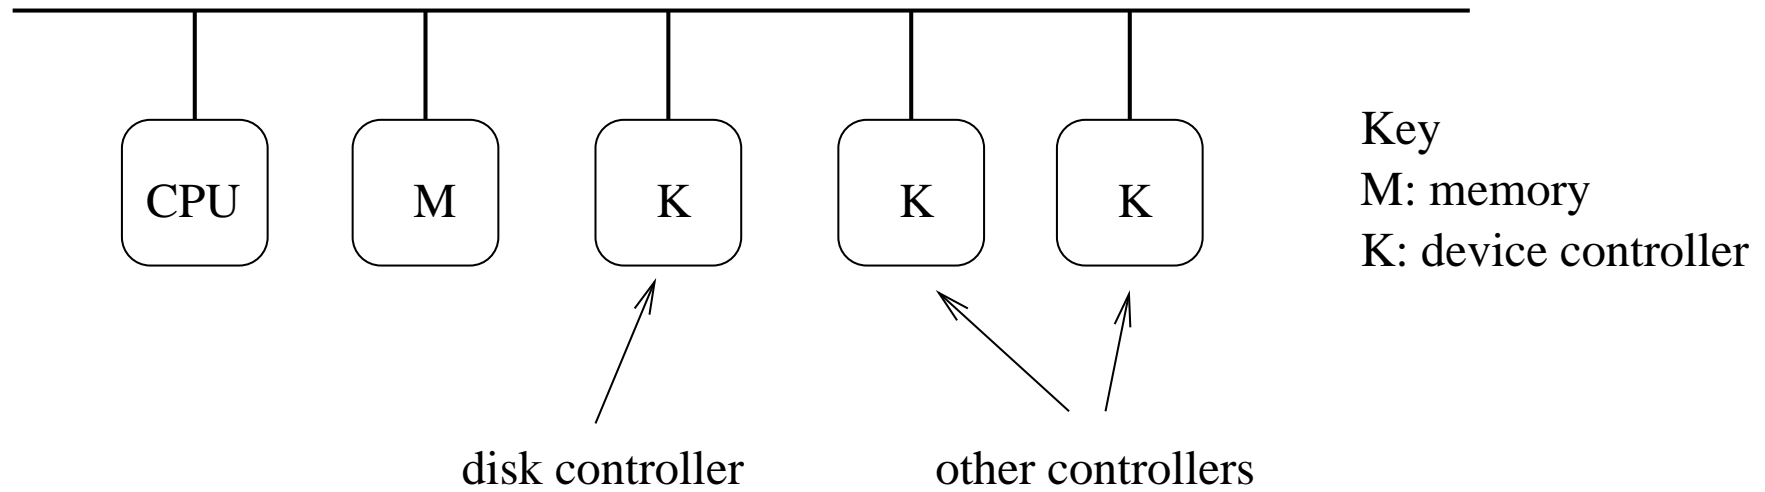 CPU
M
K
K
K
Key
M: memory
K: device controller
disk controller
other controllers